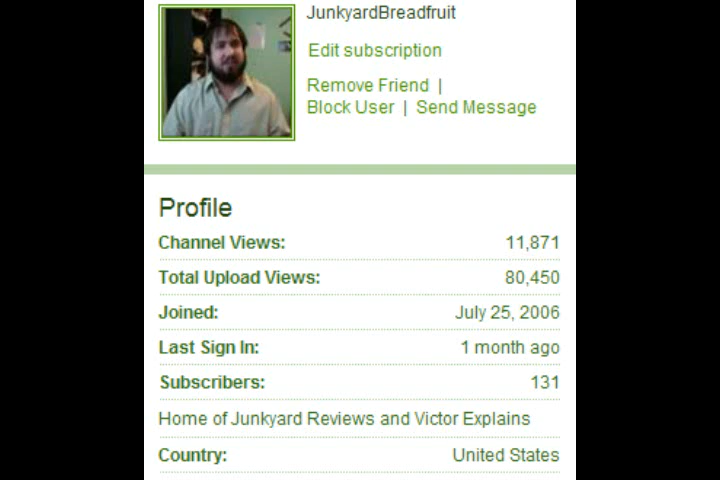 JunkyardBreadfruit
Edit subscription
Remove Friend |
Block User | Send Message
Profile
Channel Views: 11,871
Total Upload Views: 80,450
Joined: July 25, 2006
Last Sign In: 1 month ago
Subscribers: 131
Home of Junkyard Reviews and Victor Explains
Country: United States